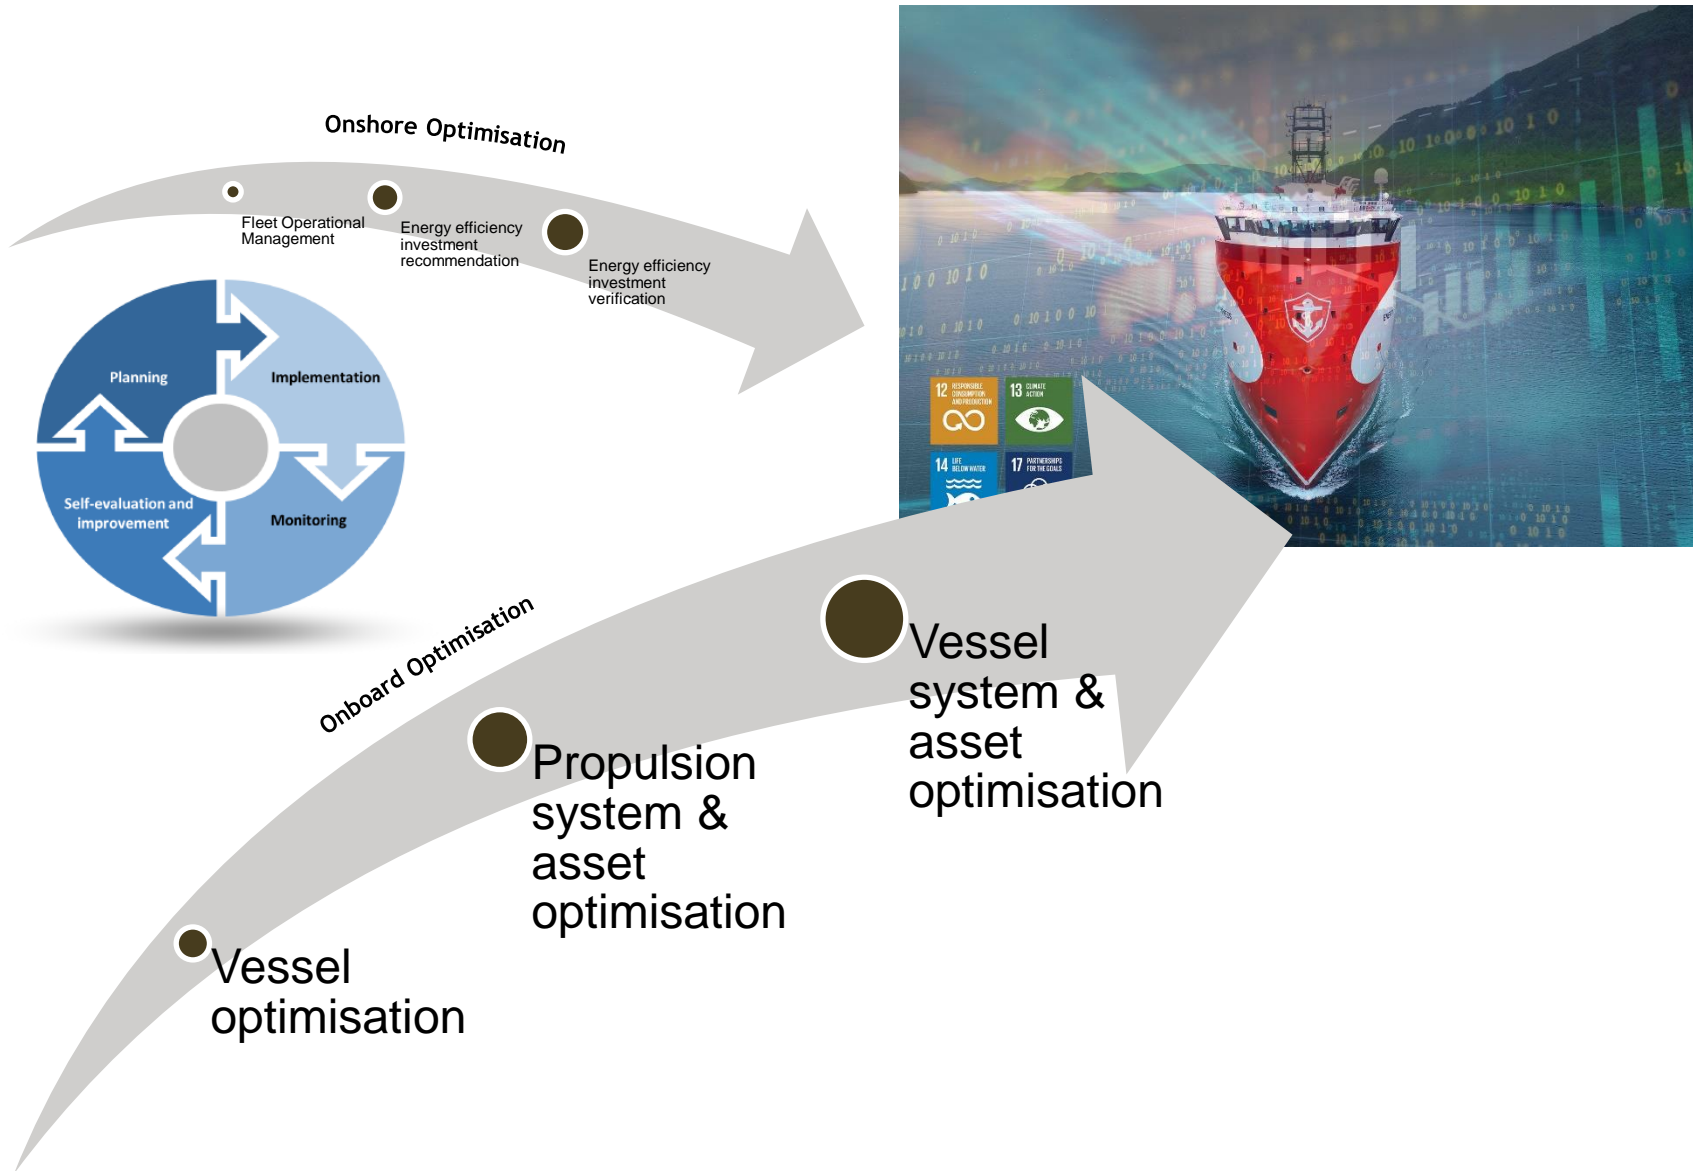 Onshore Optimisation
Fleet Operational
Management
Energy efficiency
investment
recommendation
Energy efficiency
investment
verification
Planning
Implementation
Self-evaluation and
improvement
Monitoring
12 RESPONSIBLE
CONSUMPTION
AND PRODUCTION
13 CLIMATE
ACTION
14 LIFE
BELOW WATER
17 PARTNERSHIPS
FOR THE GOALS
Onboard Optimisation
Vessel
system &
asset
optimisation
Propulsion
system &
asset
optimisation
Vessel
optimisation